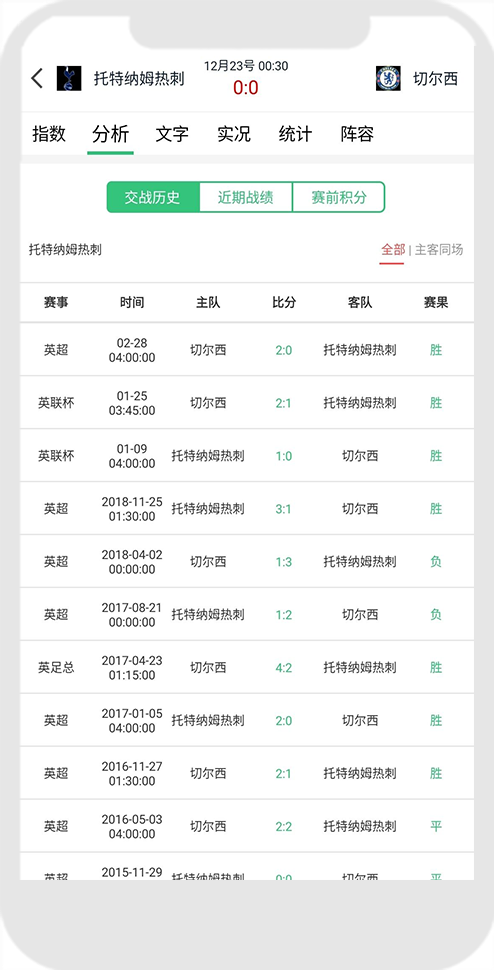 12月23号 00:30
托特纳姆热刺 0:0 切尔西
指数 分析 文字 实况 统计 阵容
交战历史 近期战绩 赛前积分
托特纳姆热刺 全部 | 主客同场
赛事 时间 主队 比分 客队 赛果
英超 02-28 04:00:00 切尔西 2:0 托特纳姆热刺 胜
英联杯 01-25 03:45:00 切尔西 2:1 托特纳姆热刺 胜
英联杯 01-09 04:00:00 托特纳姆热刺 1:0 切尔西 胜
英超 2018-11-25 01:30:00 托特纳姆热刺 3:1 切尔西 胜
英超 2018-04-02 00:00:00 切尔西 1:3 托特纳姆热刺 负
英超 2017-08-21 00:00:00 托特纳姆热刺 1:2 切尔西 负
英足总 2017-04-23 01:15:00 切尔西 4:2 托特纳姆热刺 胜
英超 2017-01-05 04:00:00 托特纳姆热刺 2:0 切尔西 胜
英超 2016-11-27 01:30:00 切尔西 2:1 托特纳姆热刺 胜
英超 2016-05-03 04:00:00 切尔西 2:2 托特纳姆热刺 平
英超 2015-11-29 托特纳姆热刺 0:0 切尔西 平